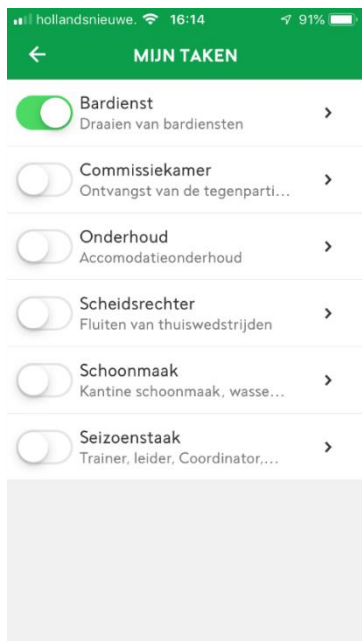 hollandsnieuwe. 16:14 91%
MIJN TAKEN
Bardienst
Draaien van bardiensten
Commissiekamer
Ontvangst van de tegenparti...
Onderhoud
Accomodatieonderhoud
Scheidsrechter
Fluiten van thuiswedstrijden
Schoonmaak
Kantine schoonmaak, wasse...
Seizoenstaak
Trainer, leider, Coordinator,...